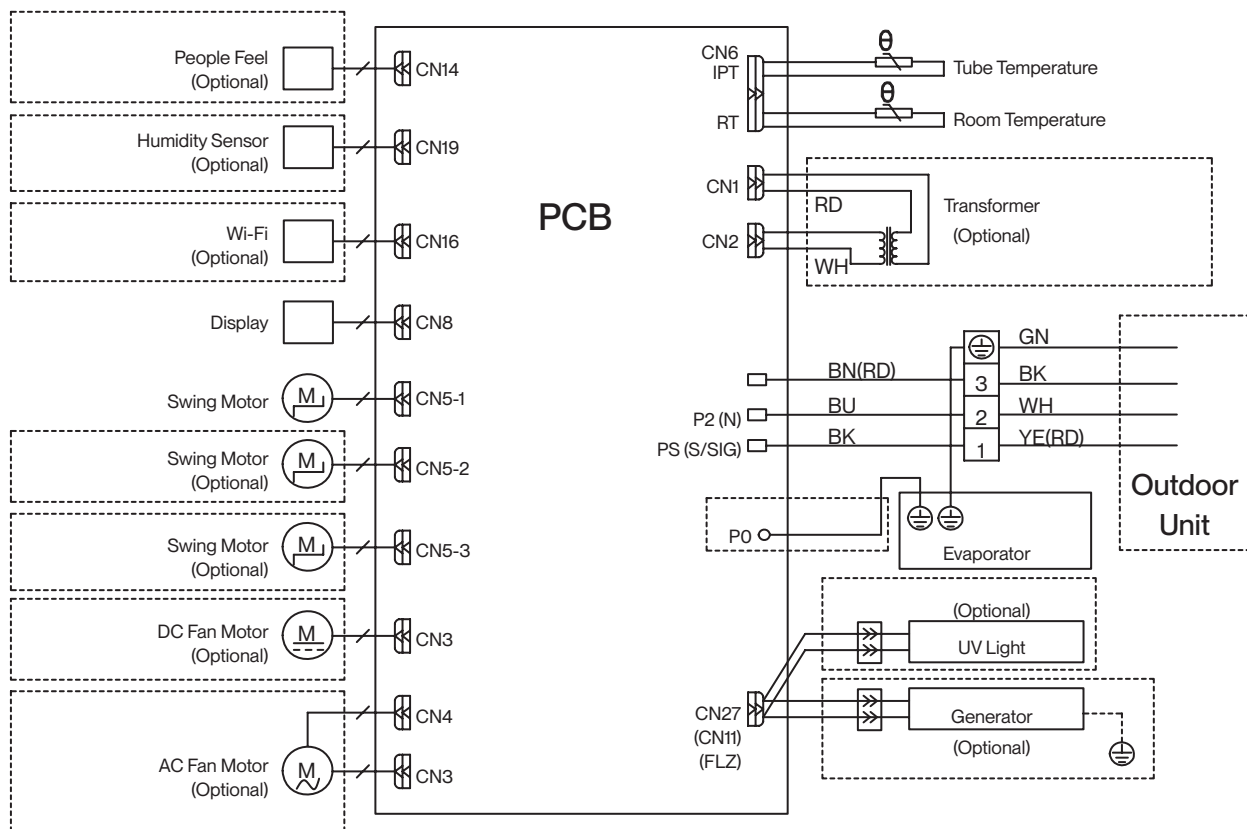 People Feel
(Optional)
CN14
Humidity Sensor
(Optional)
CN19
Wi-Fi
(Optional)
CN16
Display
CN8
Swing Motor
M
CN5-1
Swing Motor
(Optional)
M
CN5-2
Swing Motor
(Optional)
M
CN5-3
DC Fan Motor
(Optional)
M
CN3
CN4
AC Fan Motor
(Optional)
M
CN3
PCB
CN6
IPT
θ
Tube Temperature
RT
θ
Room Temperature
CN1
RD
Transformer
(Optional)
CN2
WH
GN
BN(RD)
3
BK
P2 (N)
BU
2
WH
PS (S/SIG)
BK
1
YE(RD)
Outdoor
Unit
P0
Evaporator
(Optional)
UV Light
CN27
(CN11)
(FLZ)
Generator
(Optional)